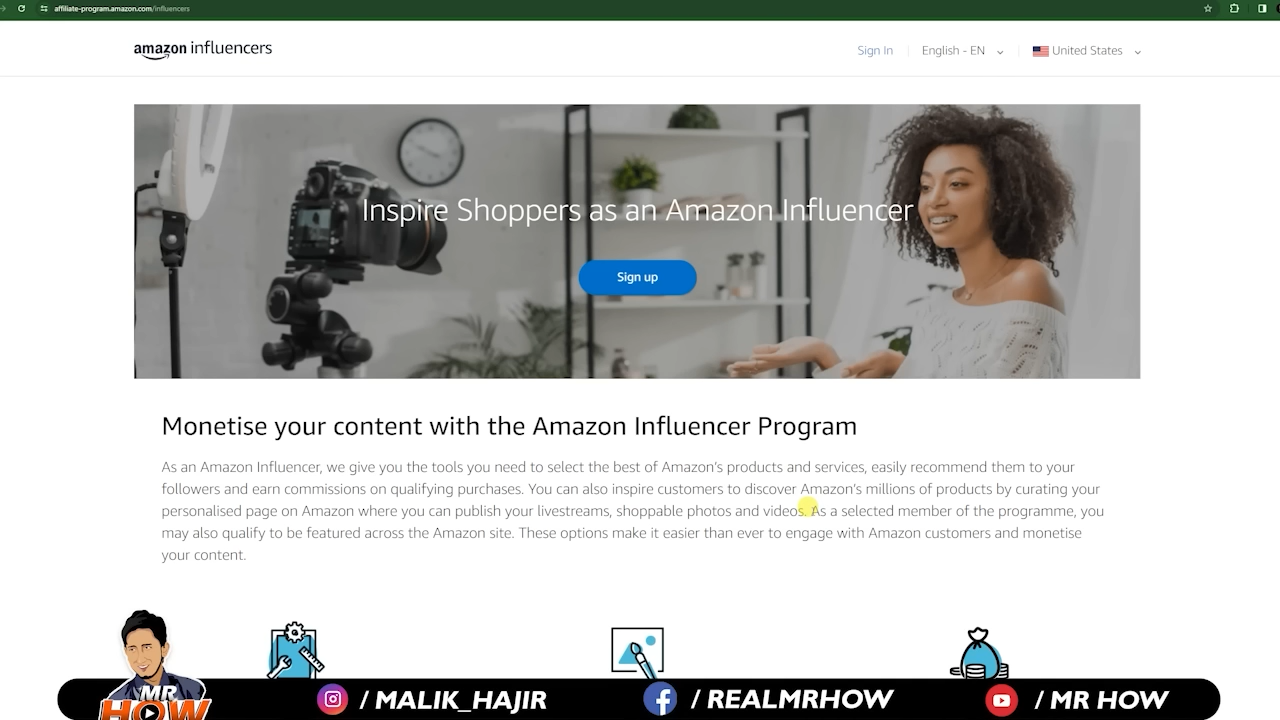 affiliate-program.amazon.com/influencers
amazon influencers
Sign In
English - EN
United States
Inspire Shoppers as an Amazon Influencer
Sign up
Monetise your content with the Amazon Influencer Program
As an Amazon Influencer, we give you the tools you need to select the best of Amazon's products and services, easily recommend them to your
followers and earn commissions on qualifying purchases. You can also inspire customers to discover Amazon's millions of products by curating your
personalised page on Amazon where you can publish your livestreams, shoppable photos and videos. As a selected member of the programme, you
may also qualify to be featured across the Amazon site. These options make it easier than ever to engage with Amazon customers and monetise
your content.
MR
HOW
/ MALIK_HAJIR
/ REALMRHOW
/ MR HOW